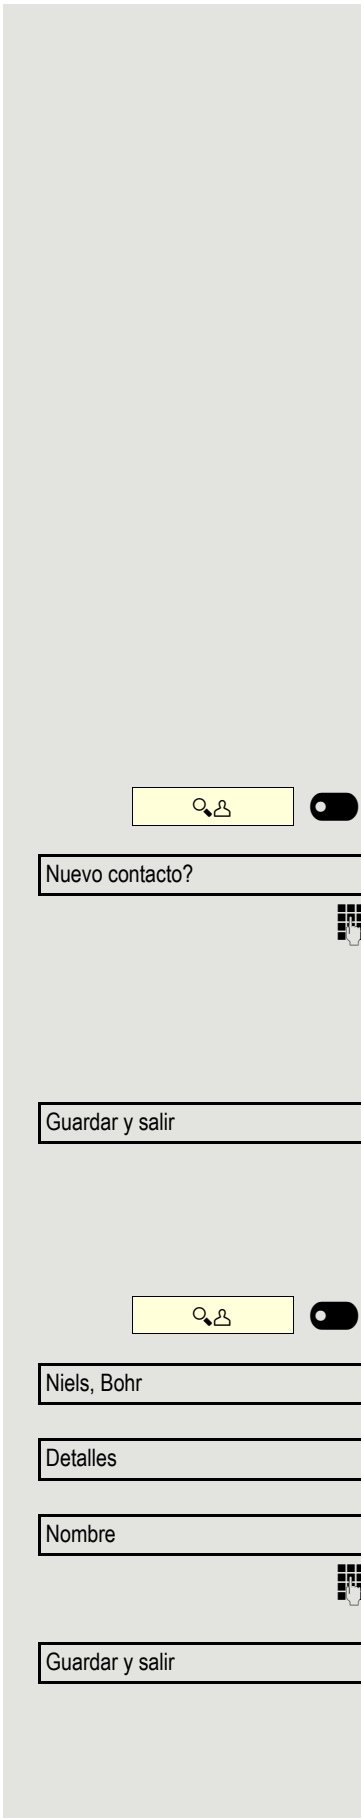 Nuevo contacto?
Guardar y salir
Niels, Bohr
Detalles
Nombre
Guardar y salir